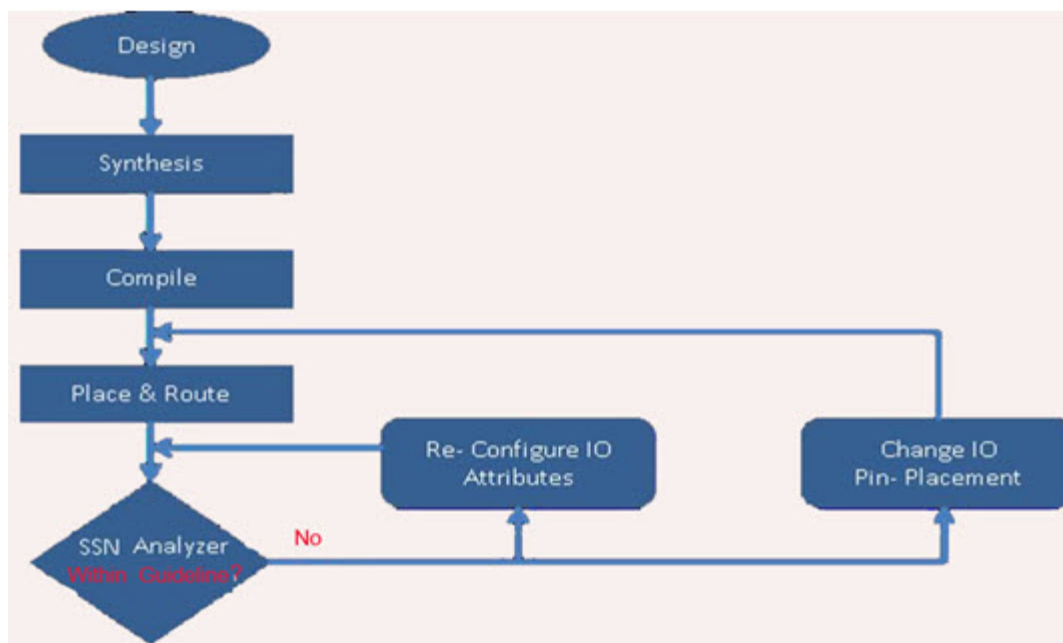 Design
Synthesis
Compile
Place & Route
Re- Configure IO
Attributes
Change IO
Pin- Placement
SSN Analyzer
Within Guideline?
No